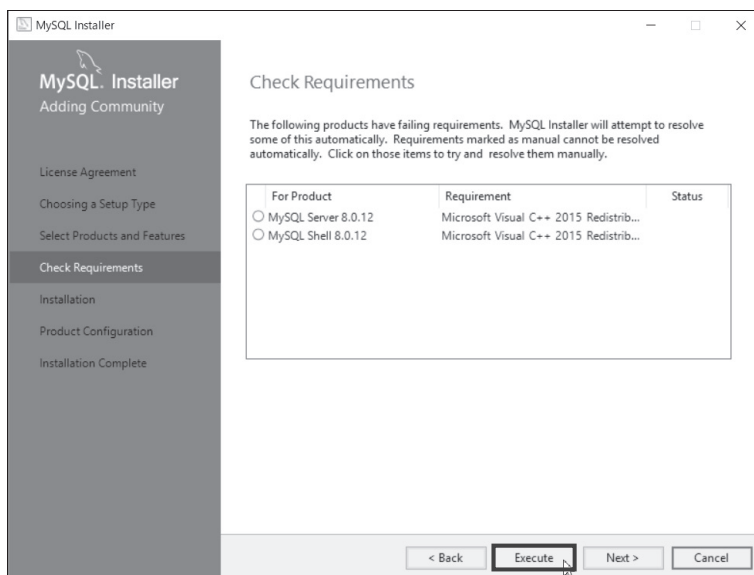 MySQL Installer
MySQL. Installer
Adding Community
License Agreement
Choosing a Setup Type
Select Products and Features
Check Requirements
Installation
Product Configuration
Installation Complete
Check Requirements
The following products have failing requirements. MySQL Installer will attempt to resolve
some of this automatically. Requirements marked as manual cannot be resolved
automatically. Click on those items to try and resolve them manually.
For Product Requirement Status
MySQL Server 8.0.12 Microsoft Visual C++ 2015 Redistrib...
MySQL Shell 8.0.12 Microsoft Visual C++ 2015 Redistrib...
< Back Execute Next > Cancel